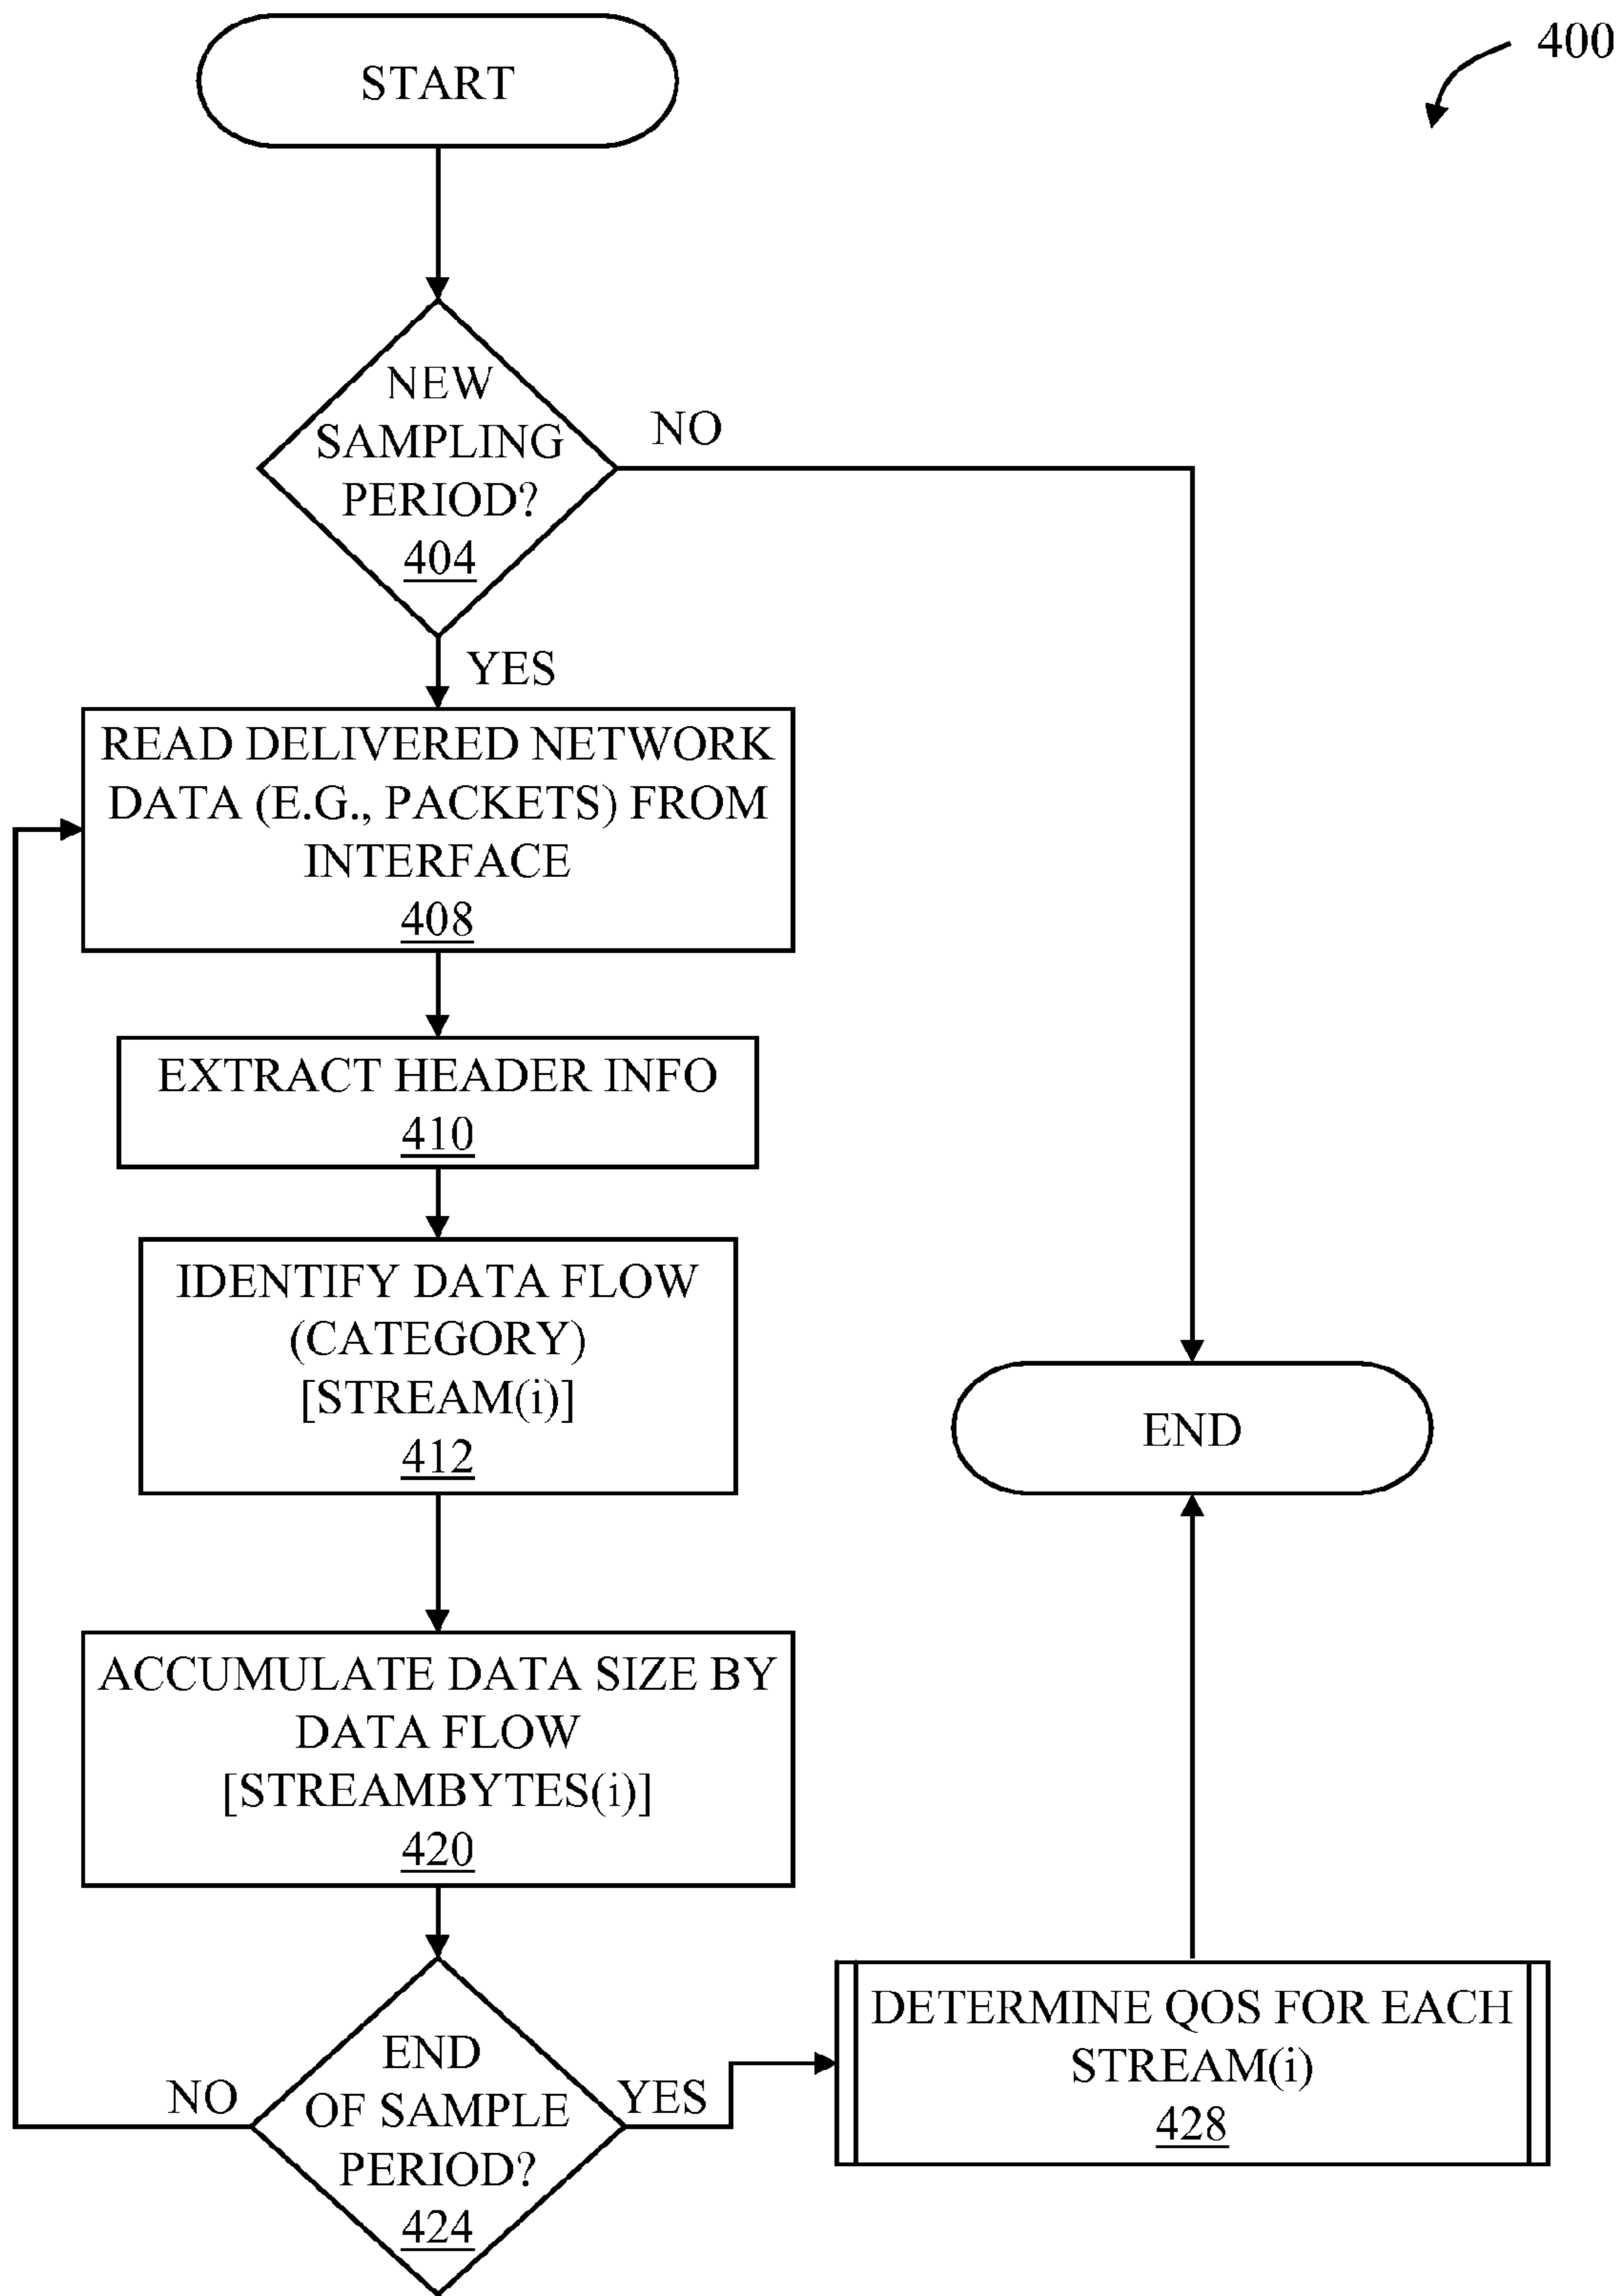 400
START
NEW
SAMPLING
PERIOD?
404
NO
YES
READ DELIVERED NETWORK
DATA (E.G., PACKETS) FROM
INTERFACE
408
EXTRACT HEADER INFO
410
IDENTIFY DATA FLOW
(CATEGORY)
[STREAM(i)]
412
END
ACCUMULATE DATA SIZE BY
DATA FLOW
[STREAMBYTES(i)]
420
END
OF SAMPLE
PERIOD?
424
NO
YES
DETERMINE QOS FOR EACH
STREAM(i)
428